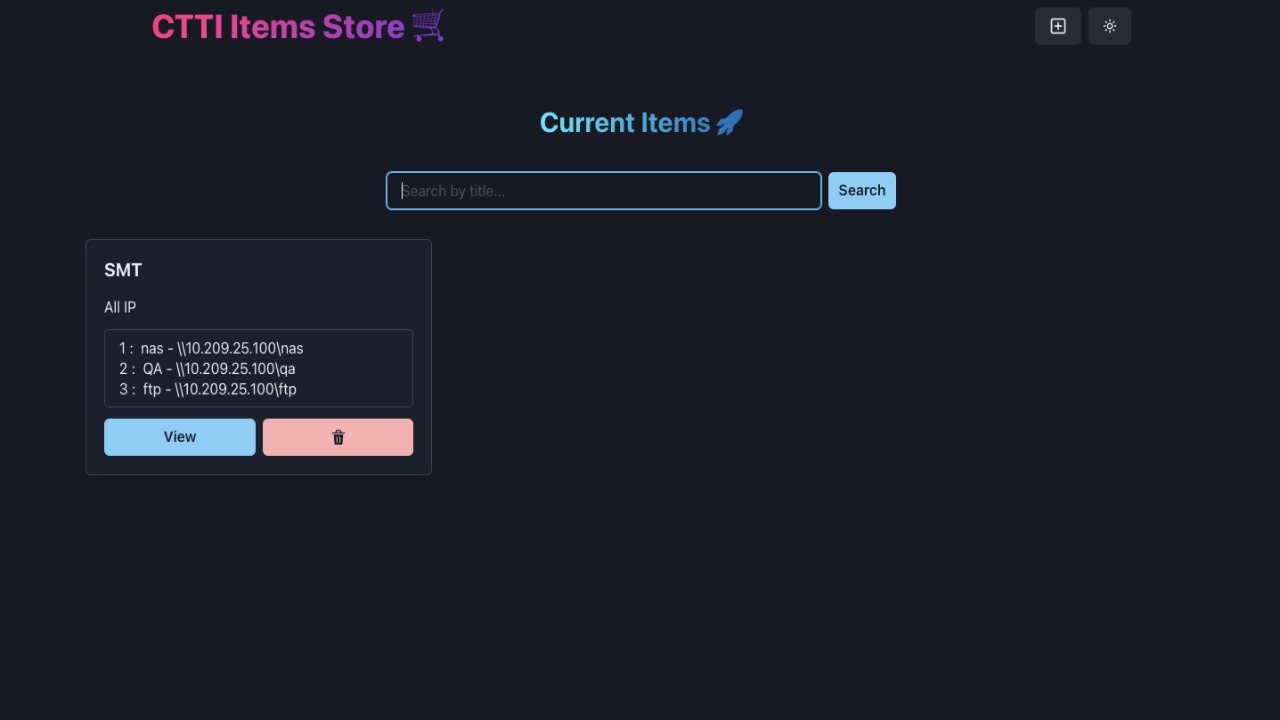 CTTI Items Store 🛒
Current Items 🚀
Search by title...
Search
SMT
All IP
1 : nas - \\10.209.25.100\nas
2 : QA - \\10.209.25.100\qa
3 : ftp - \\10.209.25.100\ftp
View